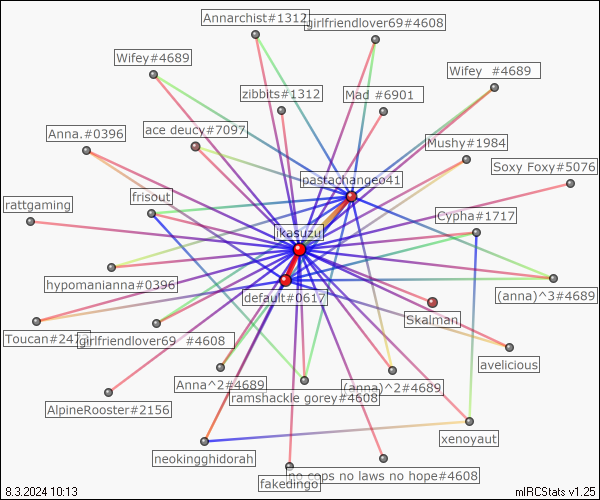 Annarchist#1312
girlfriendlover69#4608
Wifey#4689
Wifey #4689
zibbits#1312
Mad #6901
Anna.#0396
ace deucy#7097
Mushy#1984
Soxy Foxy#5076
pastachangeo41
rattgaming
frisout
Cypha#1717
ikasuzu
hypomanianna#0396
default#0617
(anna)^3#4689
Skalman
girlfriendlover69 #4608
avelicious
Anna^2#4689
(anna)^2#4689
ramshackle gorey#4608
AlpineRooster#2156
xenoyaut
neokingghidorah
no cops no laws no hope#4608
fakedingo
8.3.2024 10:13
mIRCStats v1.25